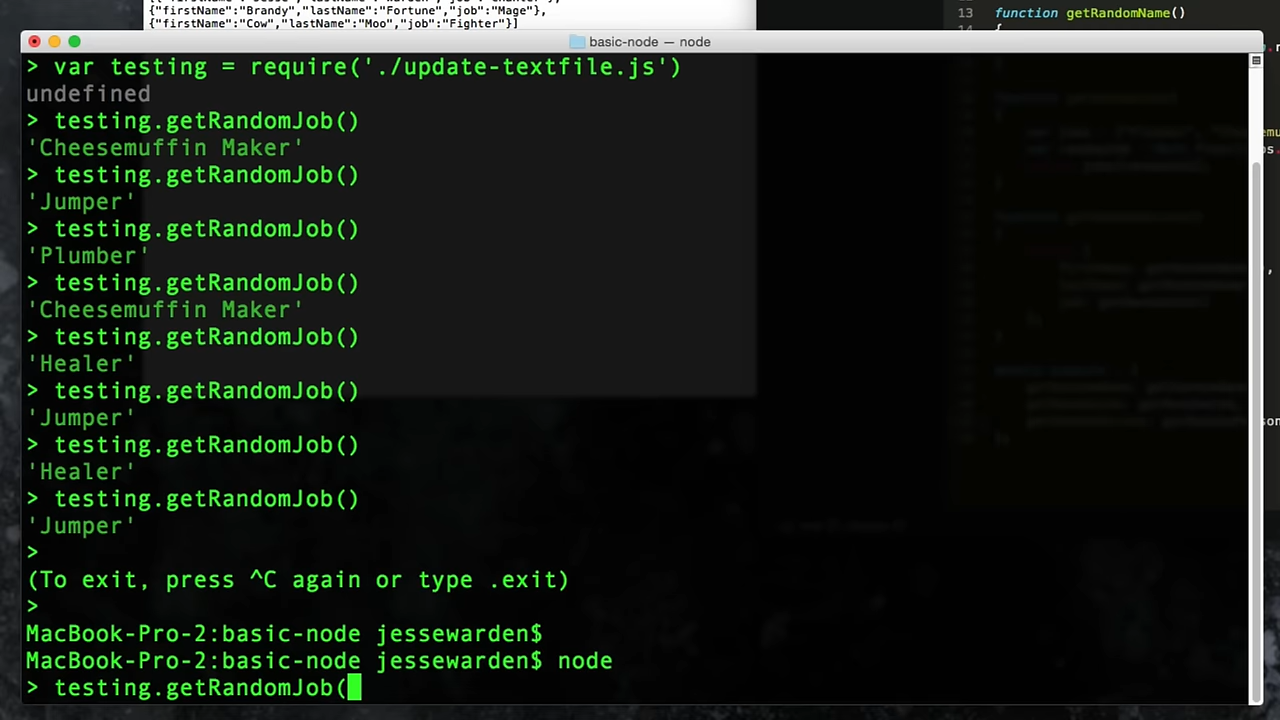 {"firstName":"Brandy","lastName":"Fortune","job":"Mage"},
{"firstName":"Cow","lastName":"Moo","job":"Fighter"}]
13 function getRandomName()
14 {
basic-node — node
> var testing = require('./update-textfile.js')
undefined
> testing.getRandomJob()
'Cheesemuffin Maker'
> testing.getRandomJob()
'Jumper'
> testing.getRandomJob()
'Plumber'
> testing.getRandomJob()
'Cheesemuffin Maker'
> testing.getRandomJob()
'Healer'
> testing.getRandomJob()
'Jumper'
> testing.getRandomJob()
'Healer'
> testing.getRandomJob()
'Jumper'
>
(To exit, press ^C again or type .exit)
>
MacBook-Pro-2:basic-node jessewarden$
MacBook-Pro-2:basic-node jessewarden$ node
> testing.getRandomJob(